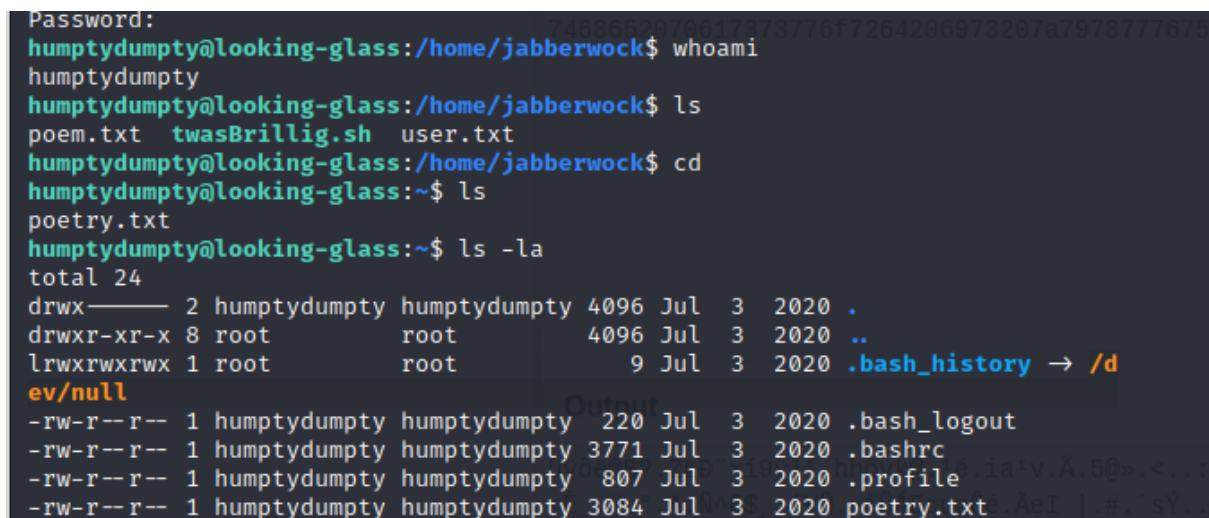 Password:
7468652070617373776f7264206973207a7978777675
humptydumpty@looking-glass:/home/jabberwock$ whoami
humptydumpty
humptydumpty@looking-glass:/home/jabberwock$ ls
poem.txt  twasBrillig.sh  user.txt
humptydumpty@looking-glass:/home/jabberwock$ cd
humptydumpty@looking-glass:~$ ls
poetry.txt
humptydumpty@looking-glass:~$ ls -la
total 24
drwx------ 2 humptydumpty humptydumpty 4096 Jul  3  2020 .
drwxr-xr-x 8 root         root         4096 Jul  3  2020 ..
lrwxrwxrwx 1 root         root            9 Jul  3  2020 .bash_history → /d
ev/null
Output
-rw-r--r-- 1 humptydumpty humptydumpty  220 Jul  3  2020 .bash_logout
-rw-r--r-- 1 humptydumpty humptydumpty 3771 Jul  3  2020 .bashrc
-rw-r--r-- 1 humptydumpty humptydumpty  807 Jul  3  2020 .profile
-rw-r--r-- 1 humptydumpty humptydumpty 3084 Jul  3  2020 poetry.txt